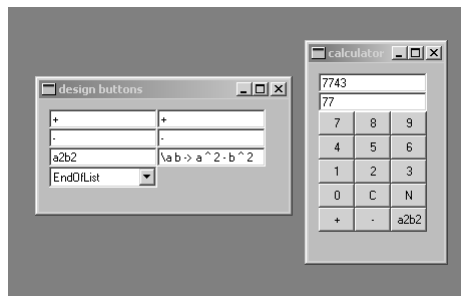 design buttons
+ +
- -
a2b2 \a b -> a ^ 2 - b ^ 2
EndOfList
calculator
7743
77
7 8 9
4 5 6
1 2 3
0 C N
+ - a2b2